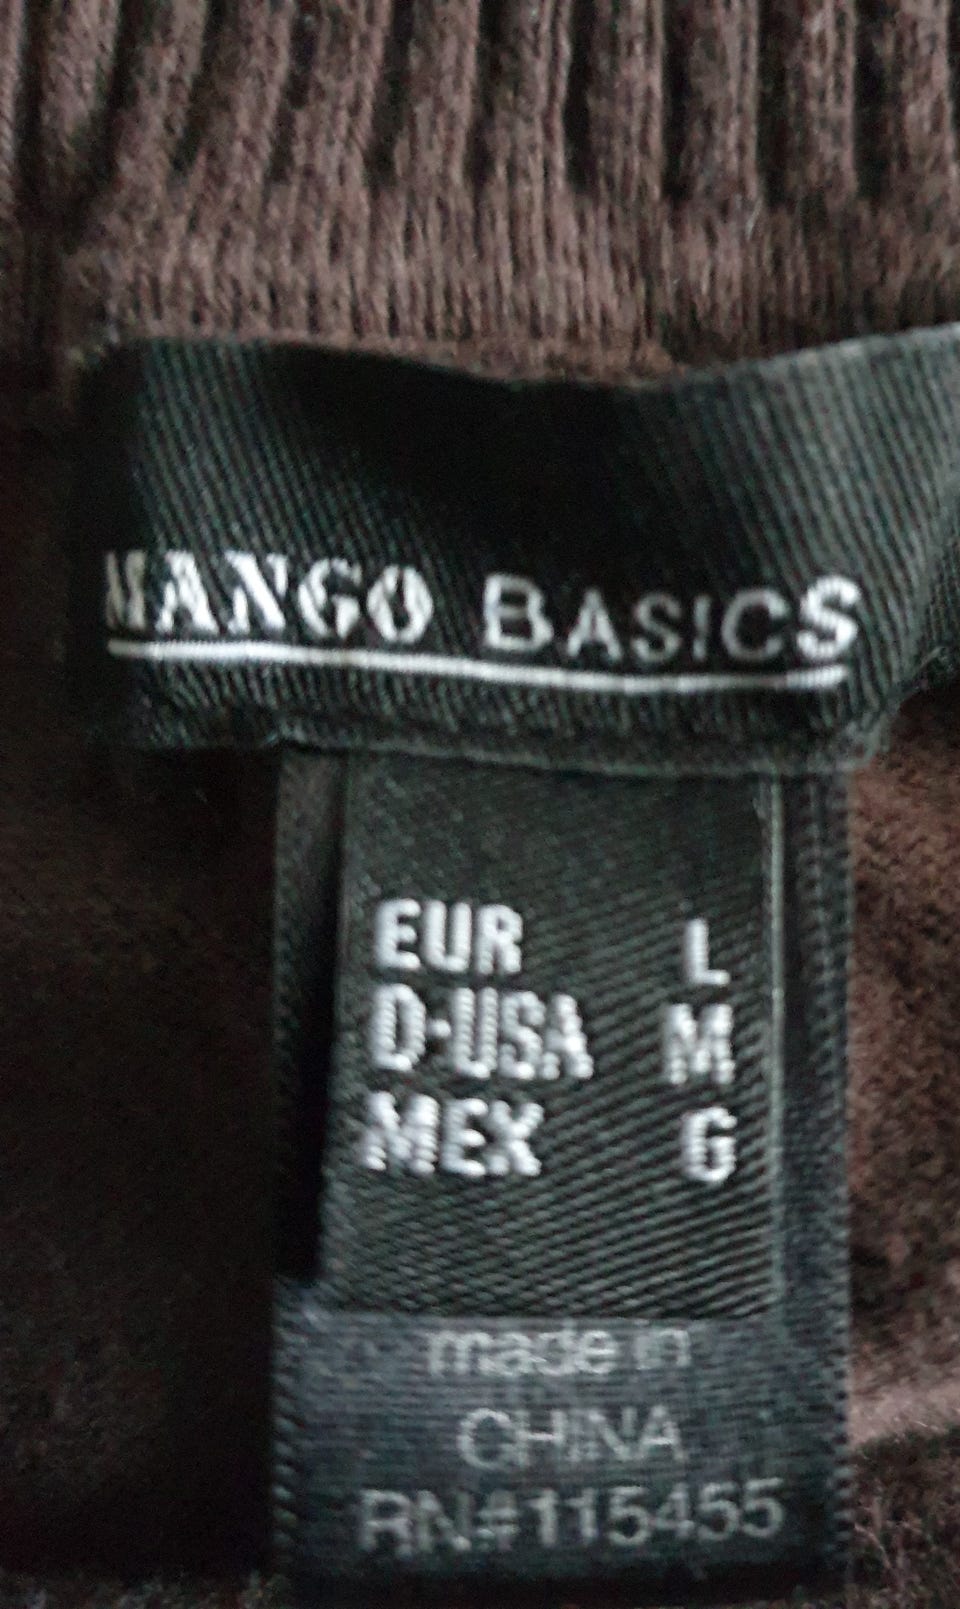 MANGO BASICS
EUR L
D-USA M
MEX G
made in
CHINA
RN#115455